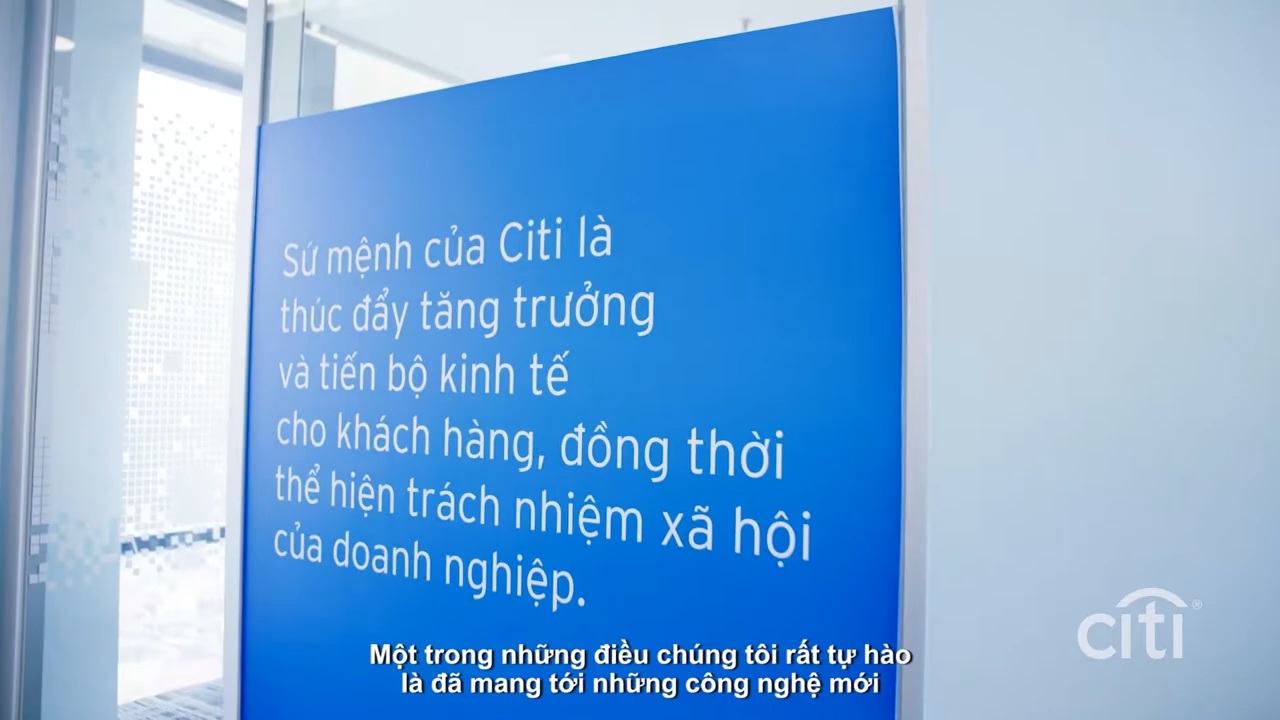 Sứ mệnh của Citi là
thúc đẩy tăng trưởng
và tiến bộ kinh tế
cho khách hàng, đồng thời
thể hiện trách nhiệm xã hội
của doanh nghiệp.
citi®
Một trong những điều chúng tôi rất tự hào
là đã mang tới những công nghệ mới